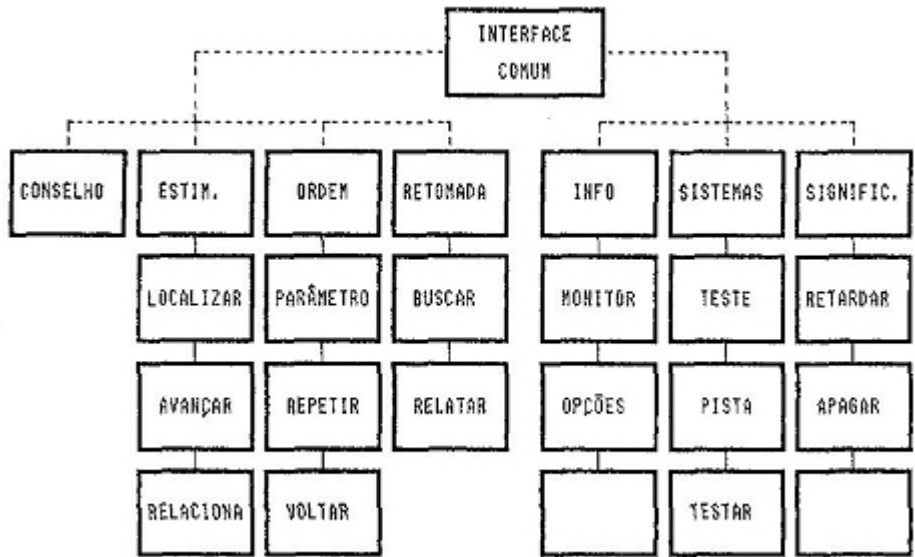 INTERFACE
COMUM
CONSELHO ESTIM. ORDEM RETOMADA INFO SISTEMAS SIGNIFIC.
LOCALIZAR PARÂMETRO BUSCAR MONITOR TESTE RETARDAR
AVANÇAR REPETIR RELATAR OPÇÕES PISTA APAGAR
RELACIONA VOLTAR TESTAR